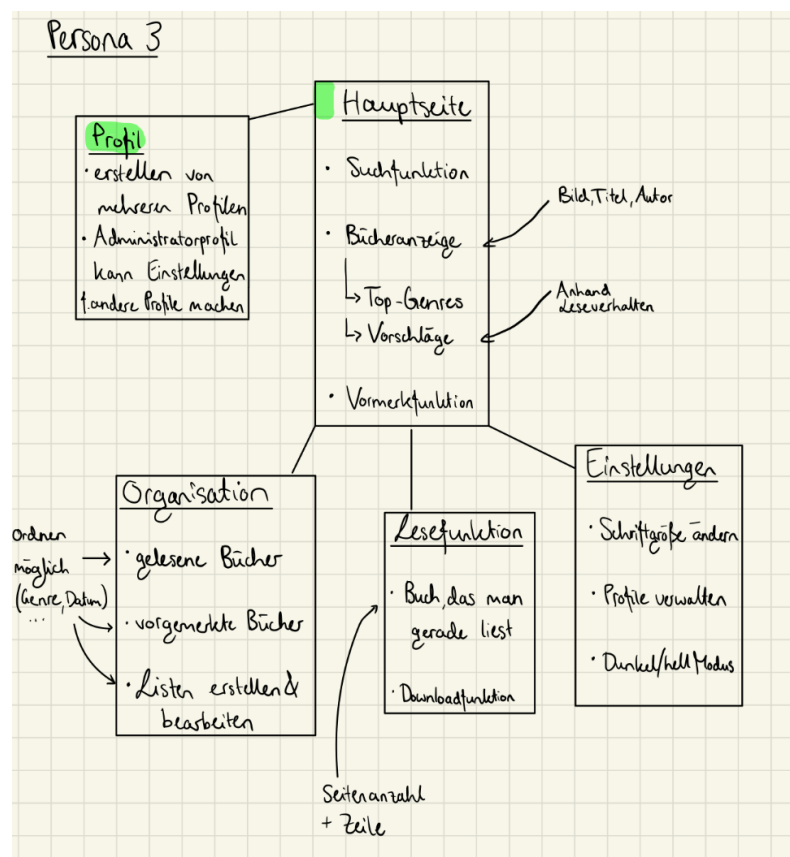 Persona 3
Profil
· erstellen von
mehreren Profilen
· Administratorprofil
kann Einstellungen
f. andere Profile machen
Hauptseite
· Suchfunktion
· Bücheranzeige
↳ Top-Genres
↳ Vorschläge
· Vormerkfunktion
Bild, Titel, Autor
Anhand
Leseverhalten
Organisation
· gelesene Bücher
· vorgemerkte Bücher
· Listen erstellen &
bearbeiten
Ordnen
möglich
(Genre, Datum)
...
Lesefunktion
· Buch, das man
gerade liest
· Downloadfunktion
Seitenanzahl
+ Zeile
Einstellungen
· Schriftgröße ändern
· Profile verwalten
· Dunkel/hell Modus